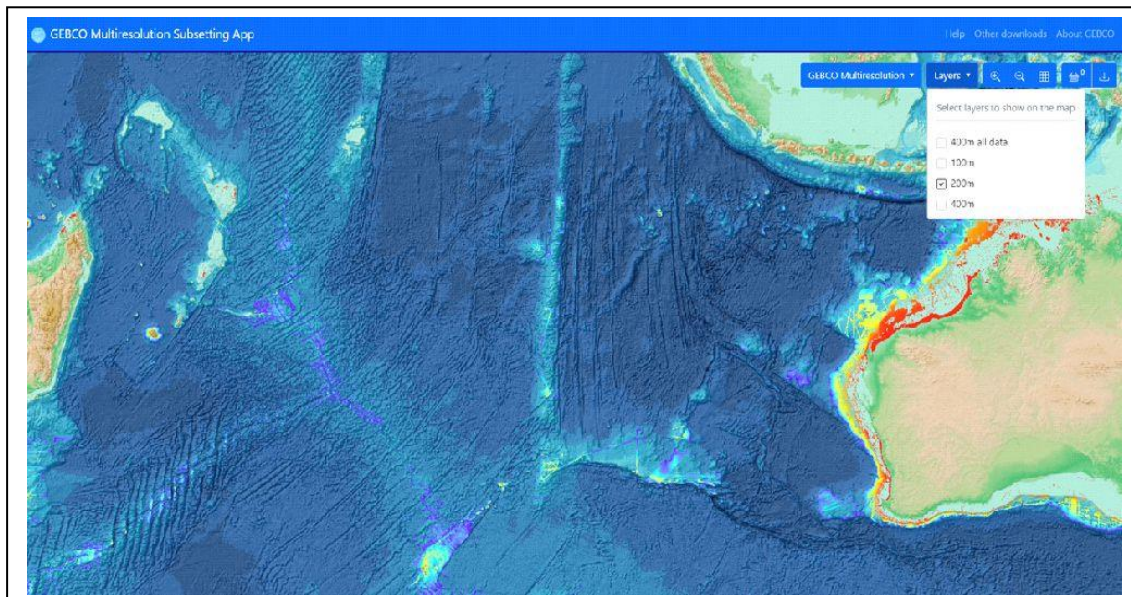 GEBCO Multiresolution Subsetting App
Help Other downloads About GEBCO
GEBCO Multiresolution
Layers
0
Select layers to show on the map
400m all data
100m
200m
400m